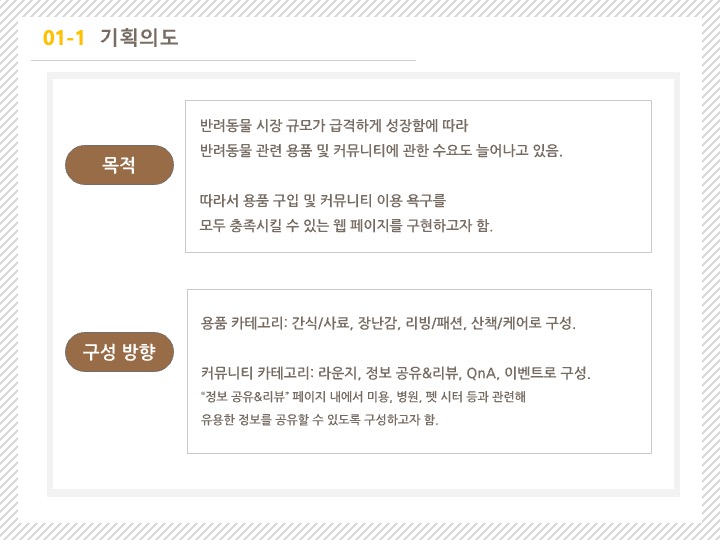 01-1 기획의도
목적
반려동물 시장 규모가 급격하게 성장함에 따라
반려동물 관련 용품 및 커뮤니티에 관한 수요도 늘어나고 있음.
따라서 용품 구입 및 커뮤니티 이용 욕구를
모두 충족시킬 수 있는 웹 페이지를 구현하고자 함.
구성 방향
용품 카테고리: 간식/사료, 장난감, 리빙/패션, 산책/케어로 구성.
커뮤니티 카테고리: 라운지, 정보 공유&리뷰, QnA, 이벤트로 구성.
“정보 공유&리뷰” 페이지 내에서 미용, 병원, 펫 시터 등과 관련해
유용한 정보를 공유할 수 있도록 구성하고자 함.